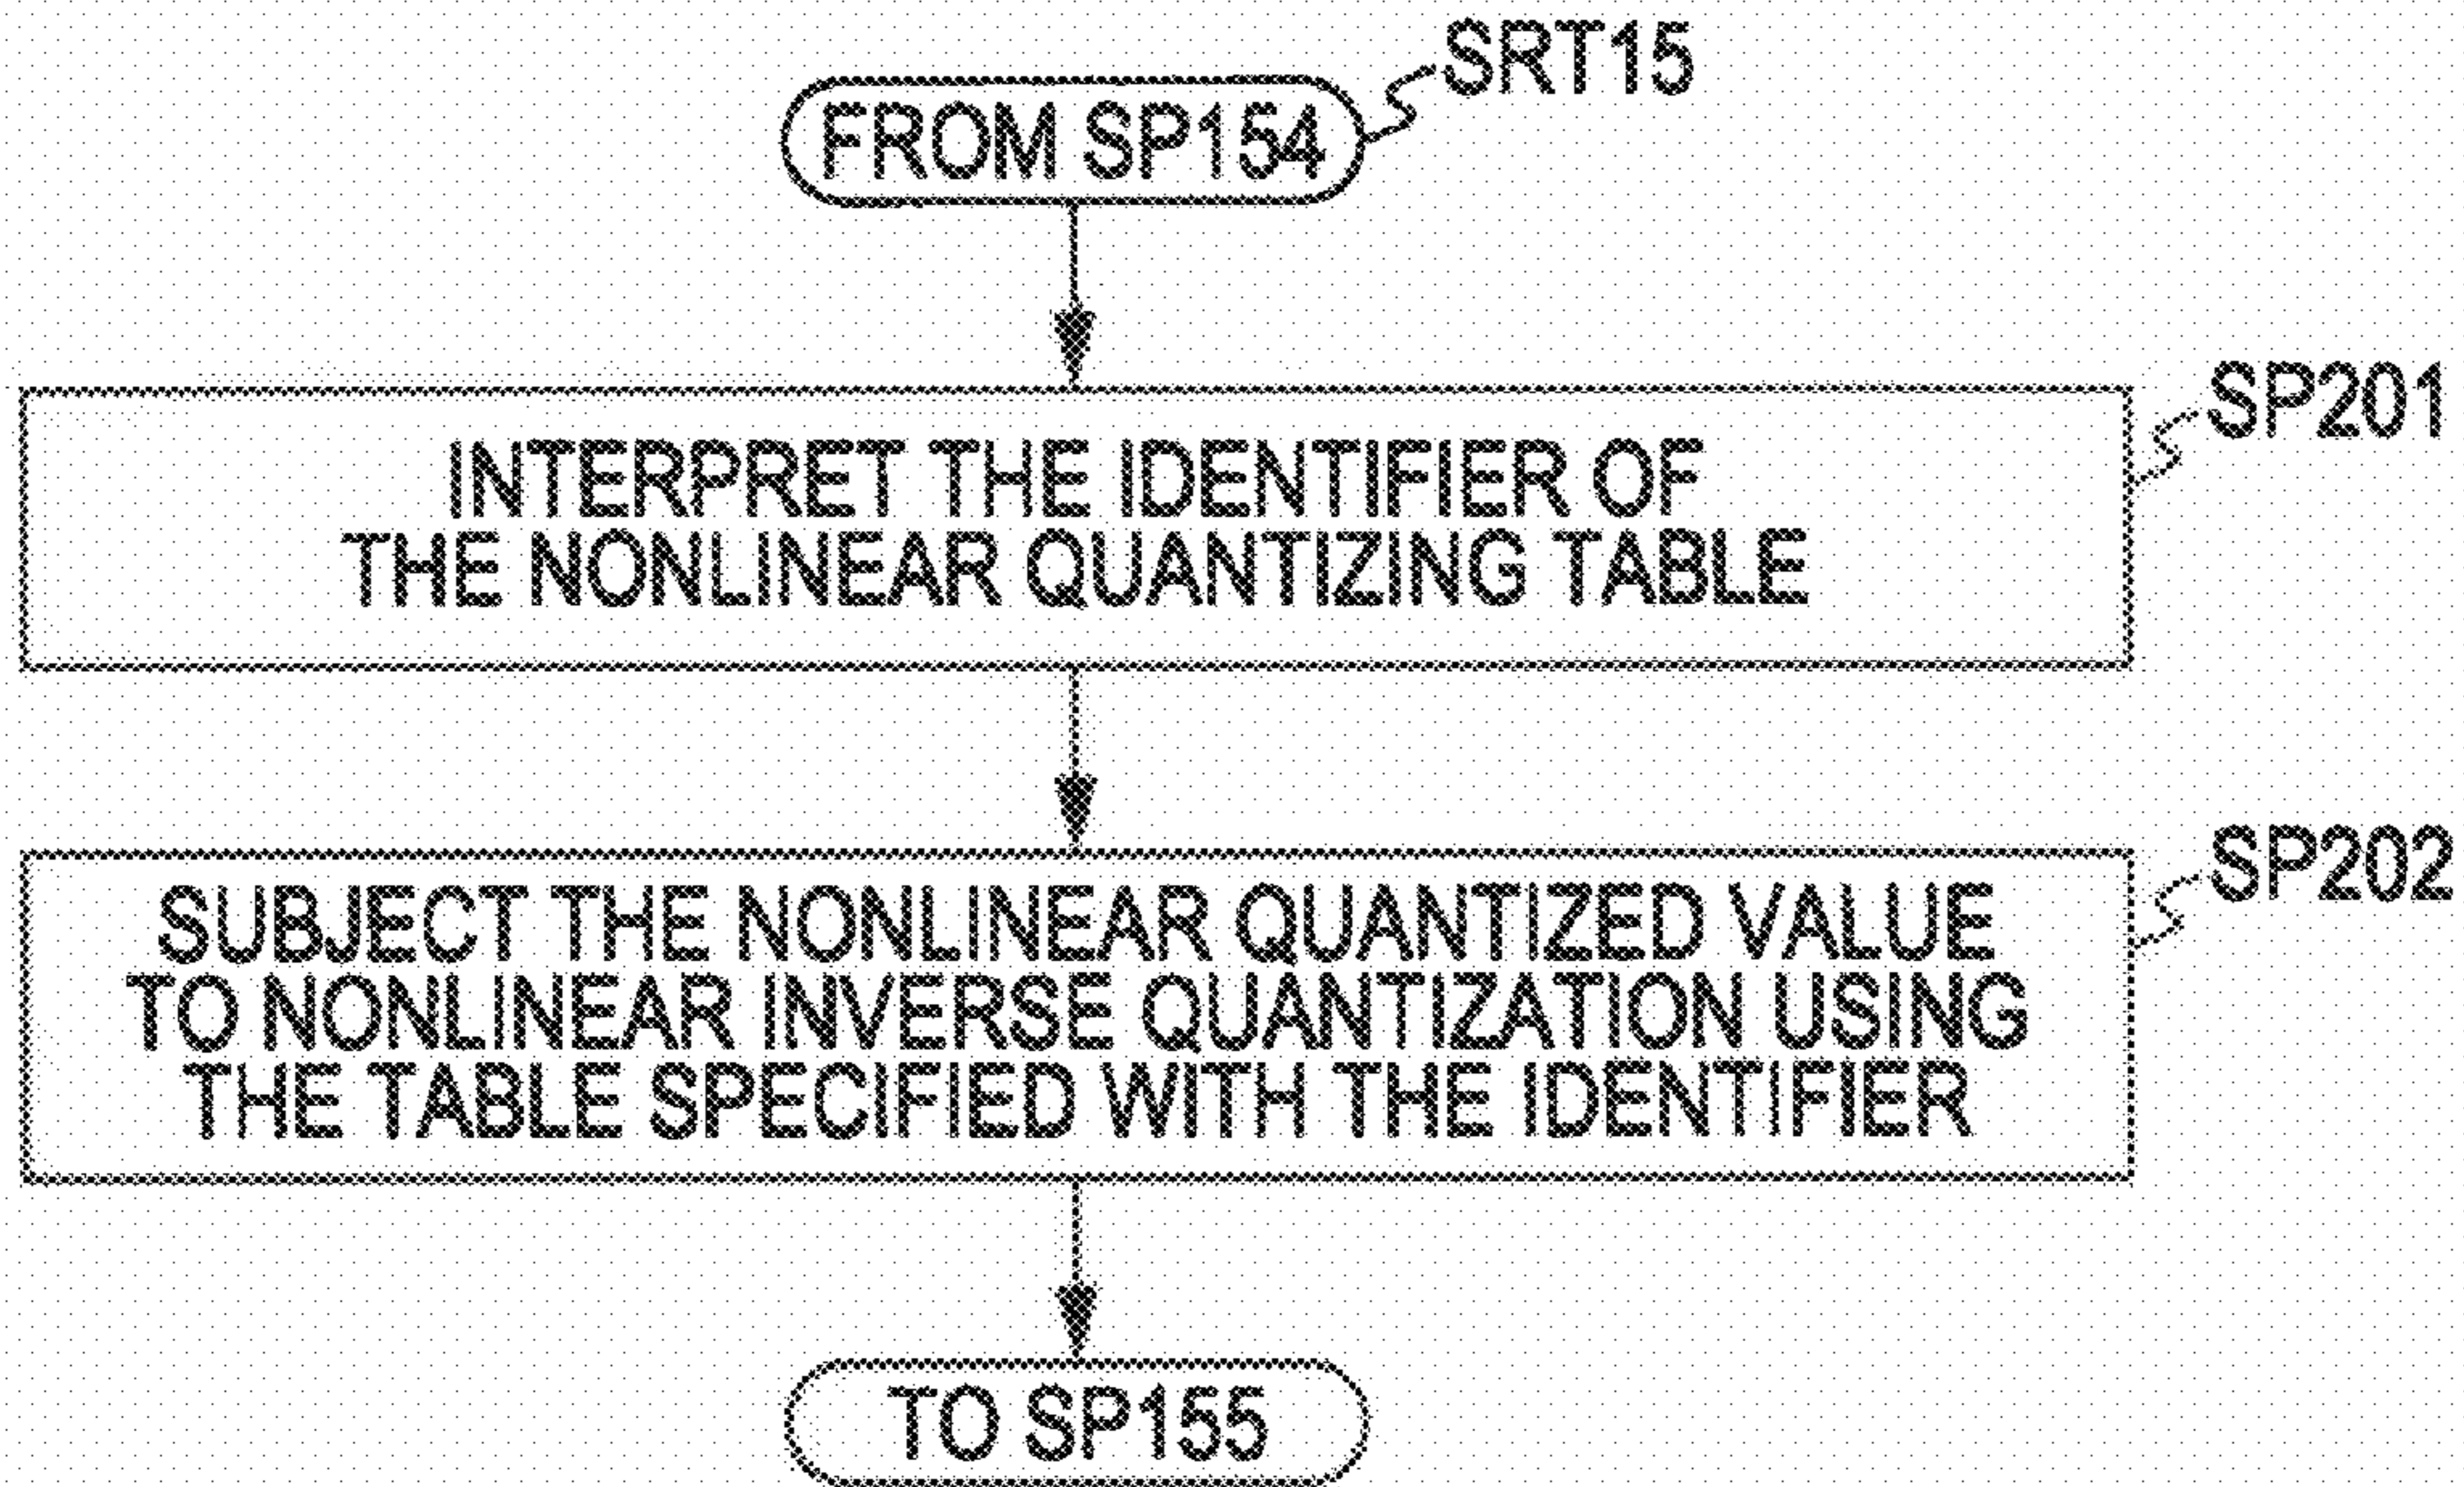 SRT15
FROM SP154
SP201
INTERPRET THE IDENTIFIER OF
THE NONLINEAR QUANTIZING TABLE
SP202
SUBJECT THE NONLINEAR QUANTIZED VALUE
TO NONLINEAR INVERSE QUANTIZATION USING
THE TABLE SPECIFIED WITH THE IDENTIFIER
TO SP155